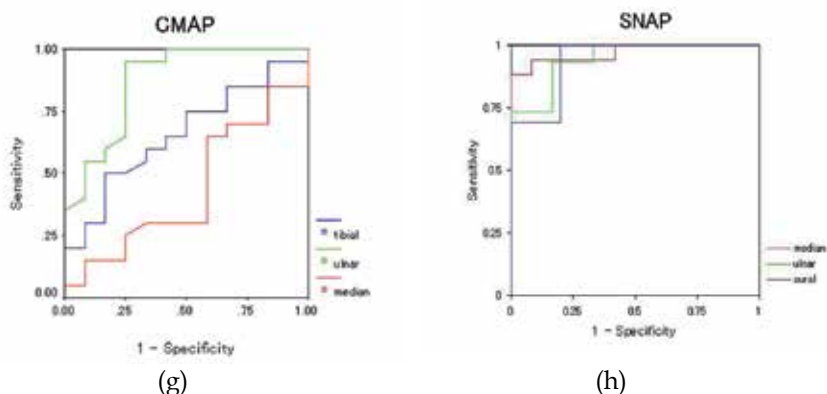 CMAP
1.00
.75
.50
.25
0.00
Sensitivity
0.00
.25
.50
.75
1.00
1 - Specificity
tibial
ulnar
median
(g)
SNAP
1
0.75
0.5
0.25
0
Sensitivity
0
0.25
0.5
0.75
1
1 - Specificity
median
ulnar
sural
(h)